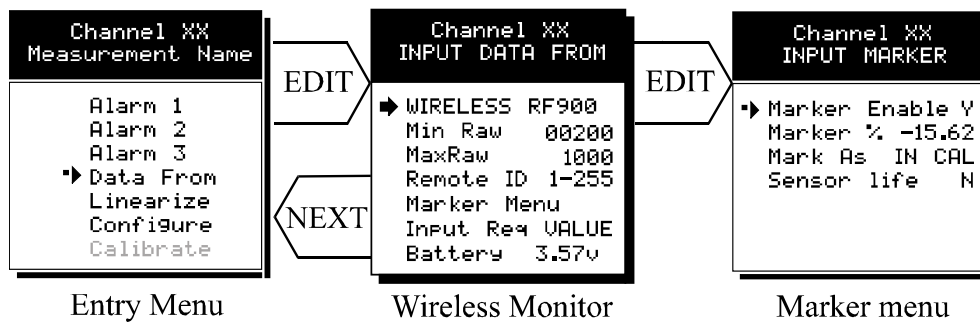 Channel XX
Measurement Name
Alarm 1
Alarm 2
Alarm 3
Data From
Linearize
Configure
Calibrate
Entry Menu
EDIT
NEXT
Channel XX
INPUT DATA FROM
WIRELESS RF900
Min Raw 00200
MaxRaw 1000
Remote ID 1-255
Marker Menu
Input Req VALUE
Battery 3.57v
Wireless Monitor
EDIT
Channel XX
INPUT MARKER
Marker Enable Y
Marker % -15.62
Mark As IN CAL
Sensor life N
Marker menu